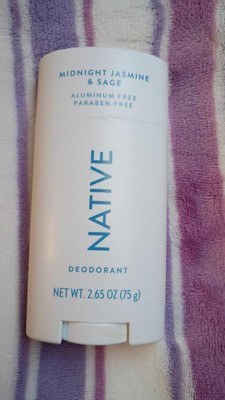 MIDNIGHT JASMINE
& SAGE
ALUMINUM FREE
PARABEN FREE
NATIVE
DEODORANT
NET WT. 2.65 OZ (75 g)